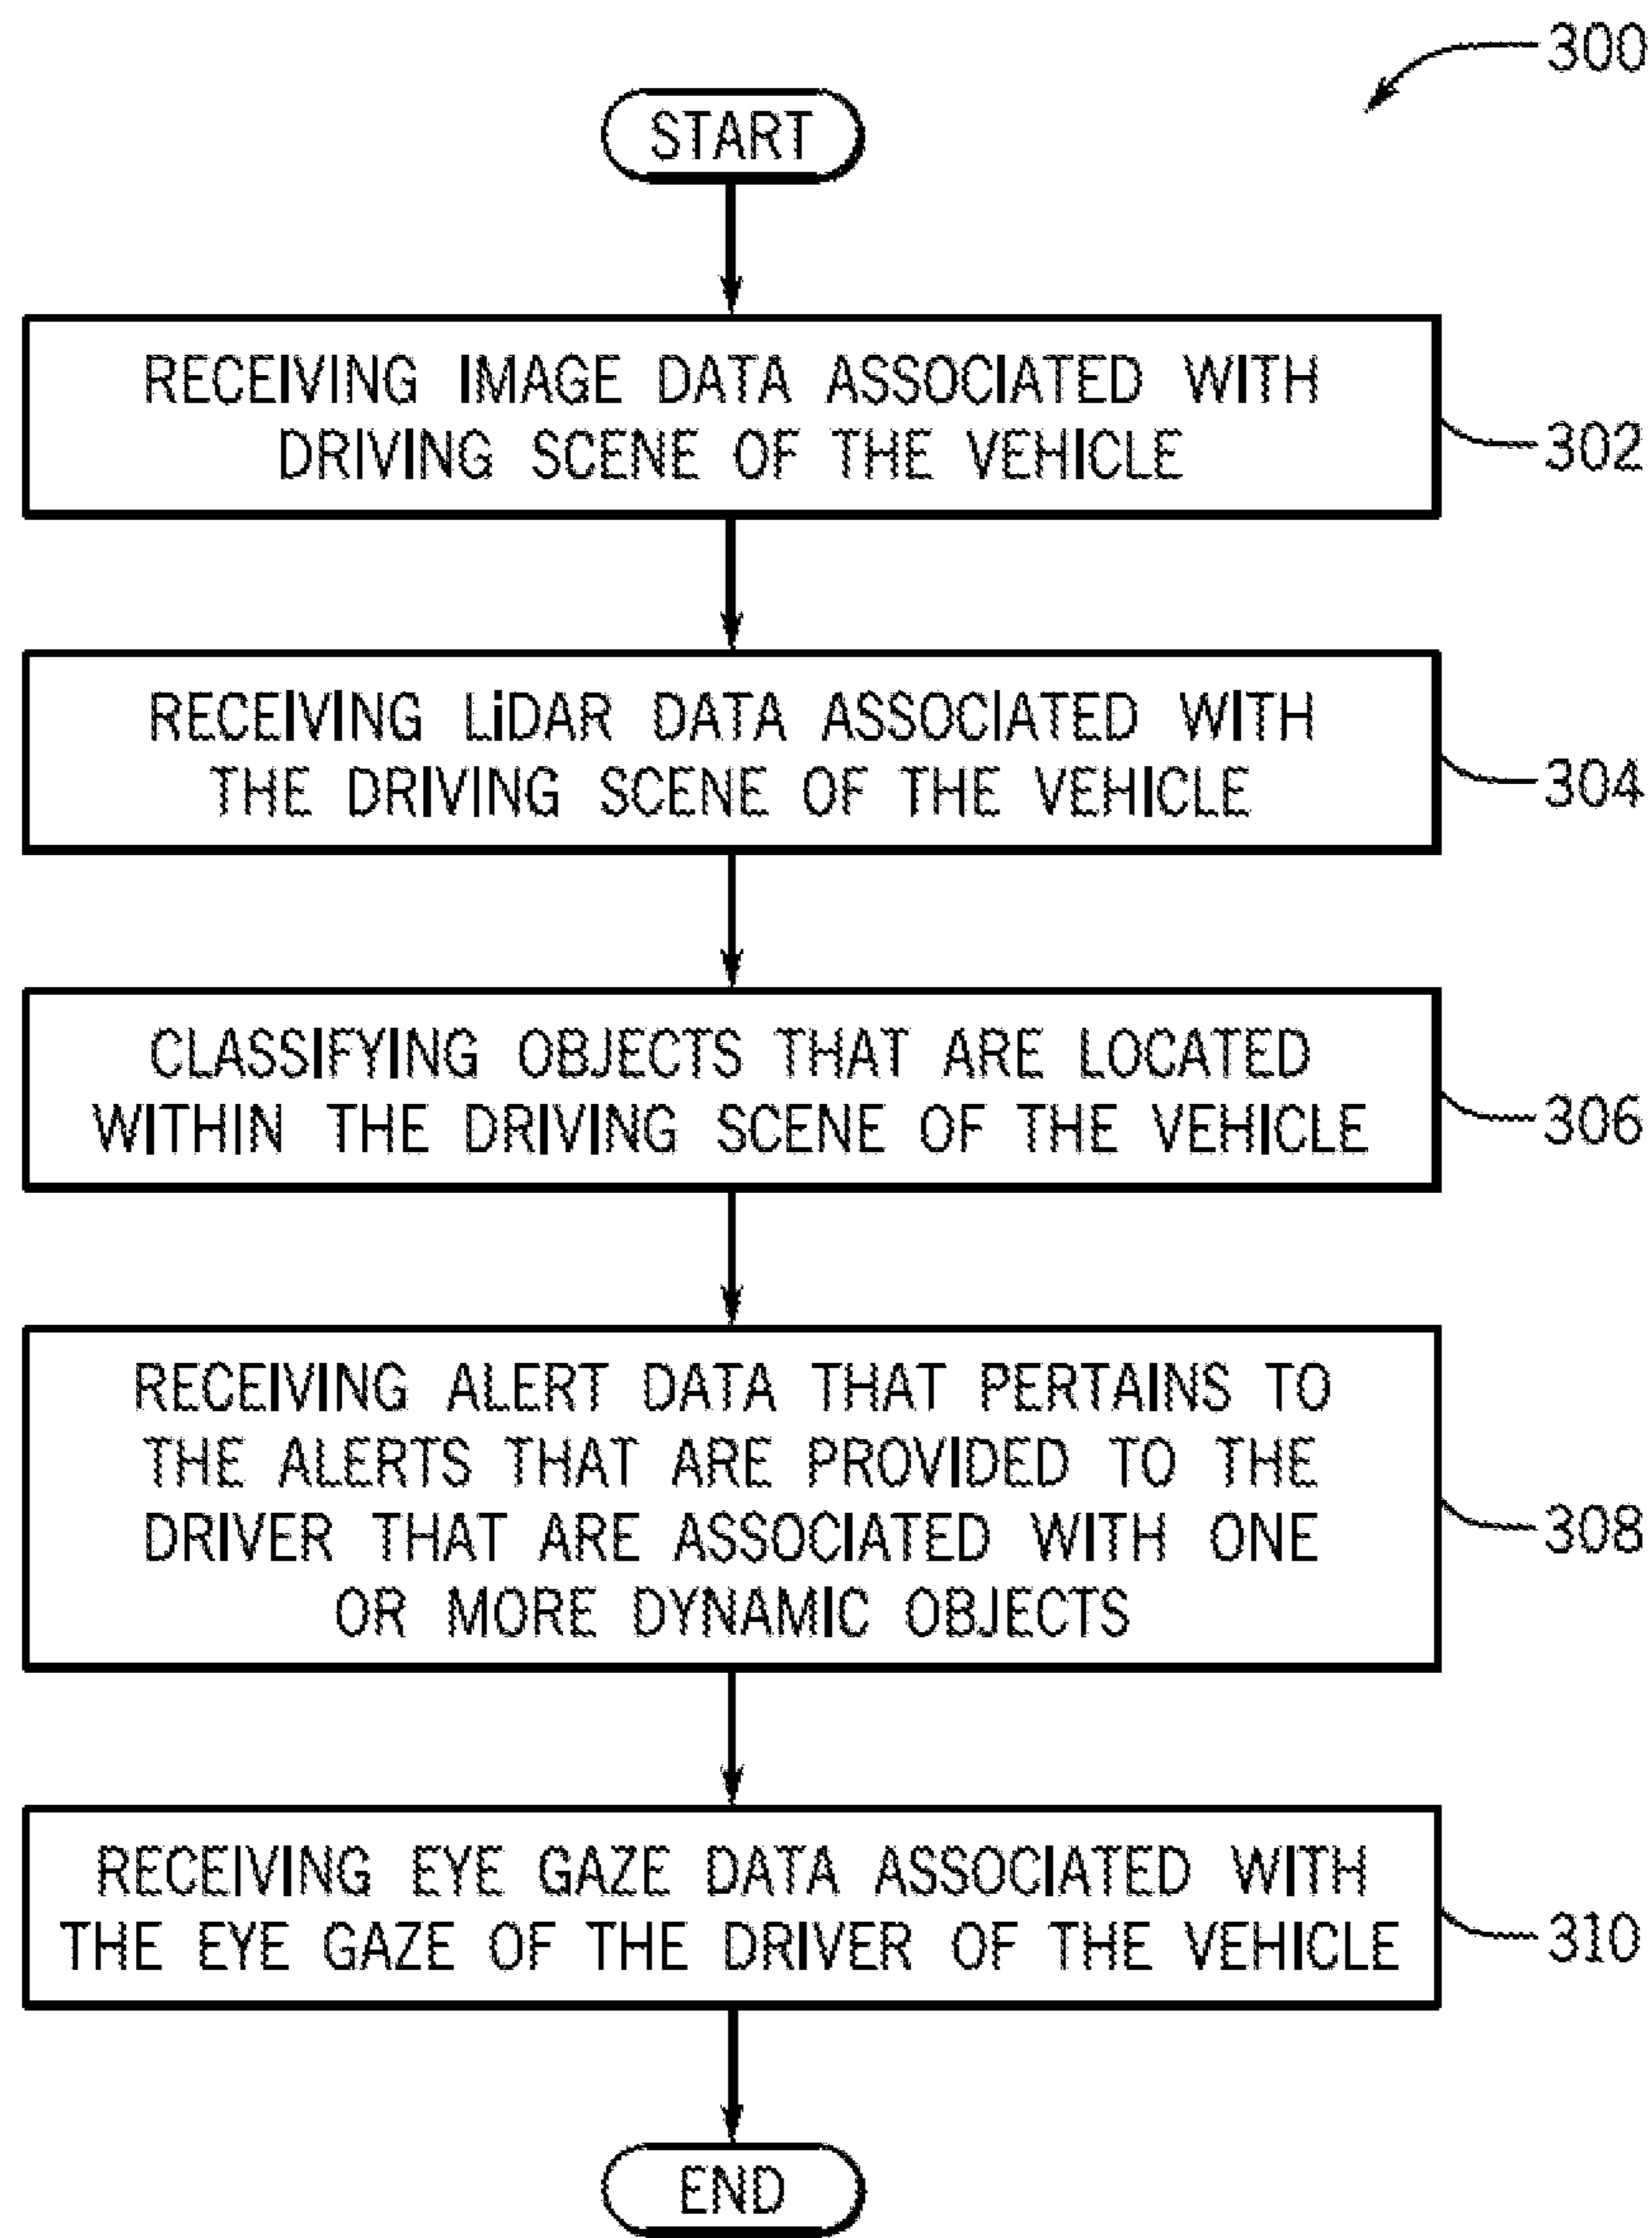 300
START
RECEIVING IMAGE DATA ASSOCIATED WITH
DRIVING SCENE OF THE VEHICLE
302
RECEIVING LiDAR DATA ASSOCIATED WITH
THE DRIVING SCENE OF THE VEHICLE
304
CLASSIFYING OBJECTS THAT ARE LOCATED
WITHIN THE DRIVING SCENE OF THE VEHICLE
306
RECEIVING ALERT DATA THAT PERTAINS TO
THE ALERTS THAT ARE PROVIDED TO THE
DRIVER THAT ARE ASSOCIATED WITH ONE
OR MORE DYNAMIC OBJECTS
308
RECEIVING EYE GAZE DATA ASSOCIATED WITH
THE EYE GAZE OF THE DRIVER OF THE VEHICLE
310
END